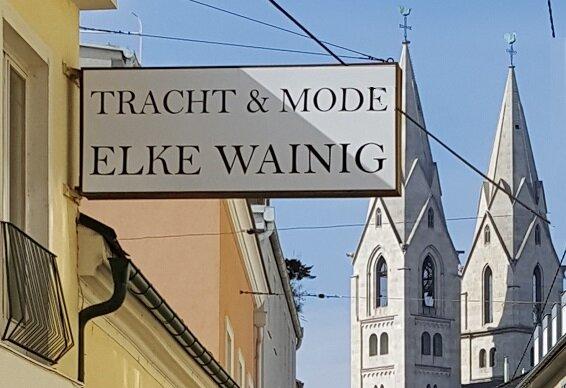 TRACHT & MODE
ELKE WAINIG